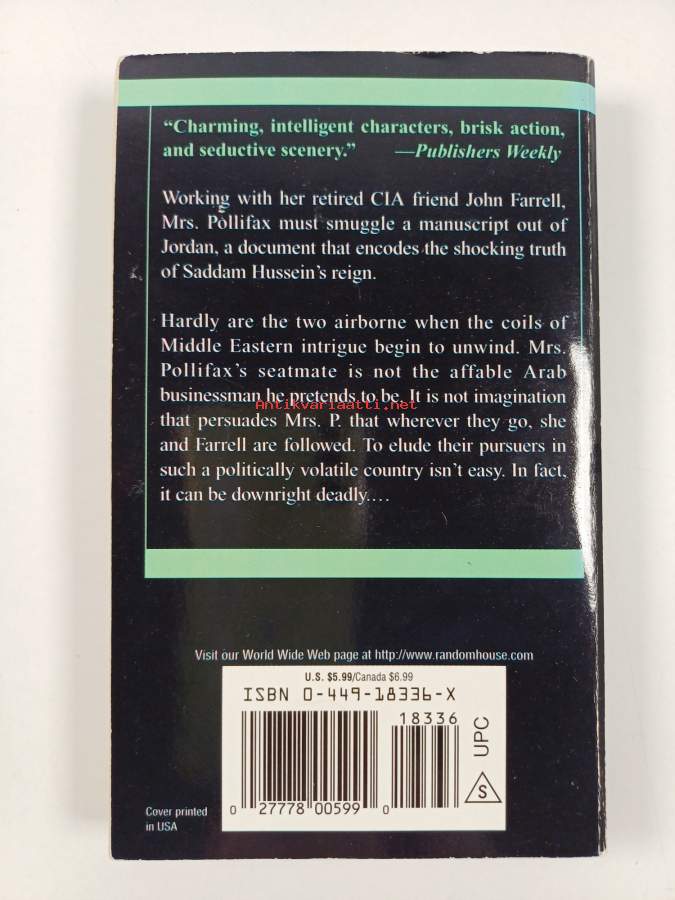 “Charming, intelligent characters, brisk action,
and seductive scenery.” —Publishers Weekly
Working with her retired CIA friend John Farrell,
Mrs. Pollifax must smuggle a manuscript out of
Jordan, a document that encodes the shocking truth
of Saddam Hussein’s reign.
Hardly are the two airborne when the coils of
Middle Eastern intrigue begin to unwind. Mrs.
Pollifax’s seatmate is not the affable Arab
businessman he pretends to be. It is not imagination
Antikvariaatti.net
that persuades Mrs. P. that wherever they go, she
and Farrell are followed. To elude their pursuers in
such a politically volatile country isn’t easy. In fact,
it can be downright deadly....
Visit our World Wide Web page at http://www.randomhouse.com
U.S. $5.99/Canada $6.99
ISBN 0-449-18336-X
18336
UPC
S
0 27778 00599 0
Cover printed
in USA